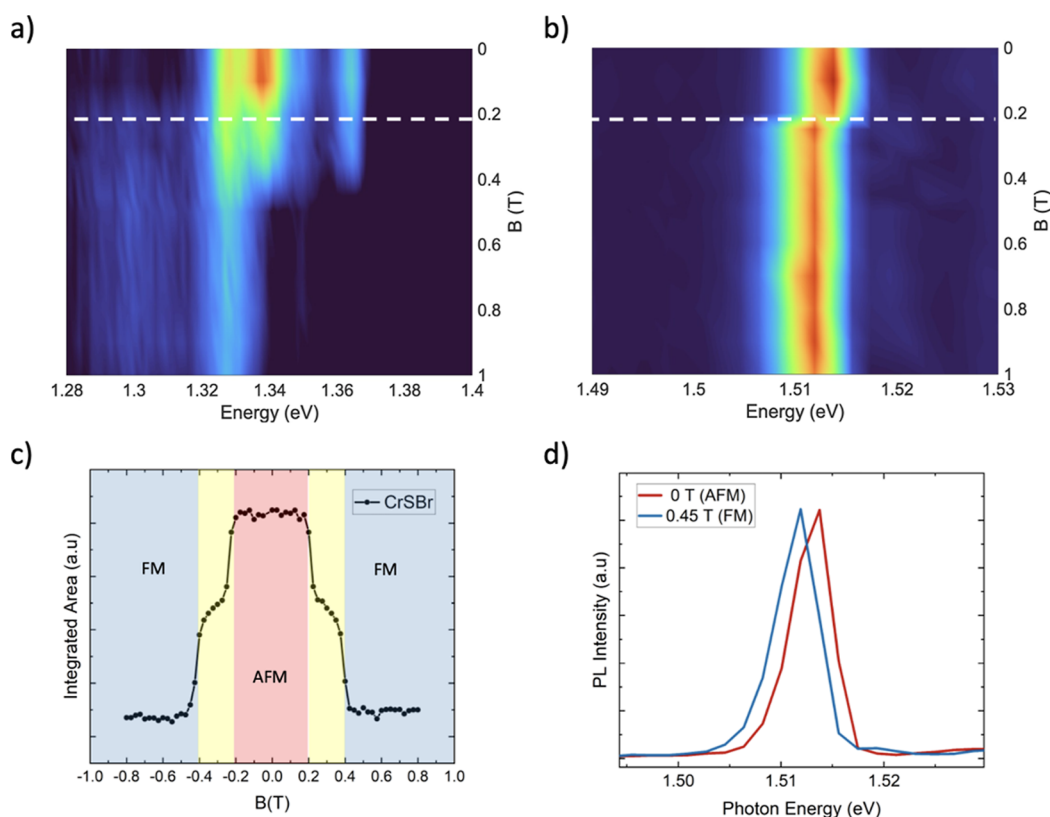 a)
0
0.2
0.4
0.6
0.8
1
B (T)
1.28 1.3 1.32 1.34 1.36 1.38 1.4
Energy (eV)
b)
0
0.2
0.4
0.6
0.8
1
B (T)
1.49 1.5 1.51 1.52 1.53
Energy (eV)
c)
Integrated Area (a.u)
CrSBr
FM
FM
AFM
-1.0 -0.8 -0.6 -0.4 -0.2 0.0 0.2 0.4 0.6 0.8 1.0
B(T)
d)
PL Intensity (a.u)
0 T (AFM)
0.45 T (FM)
1.50 1.51 1.52
Photon Energy (eV)